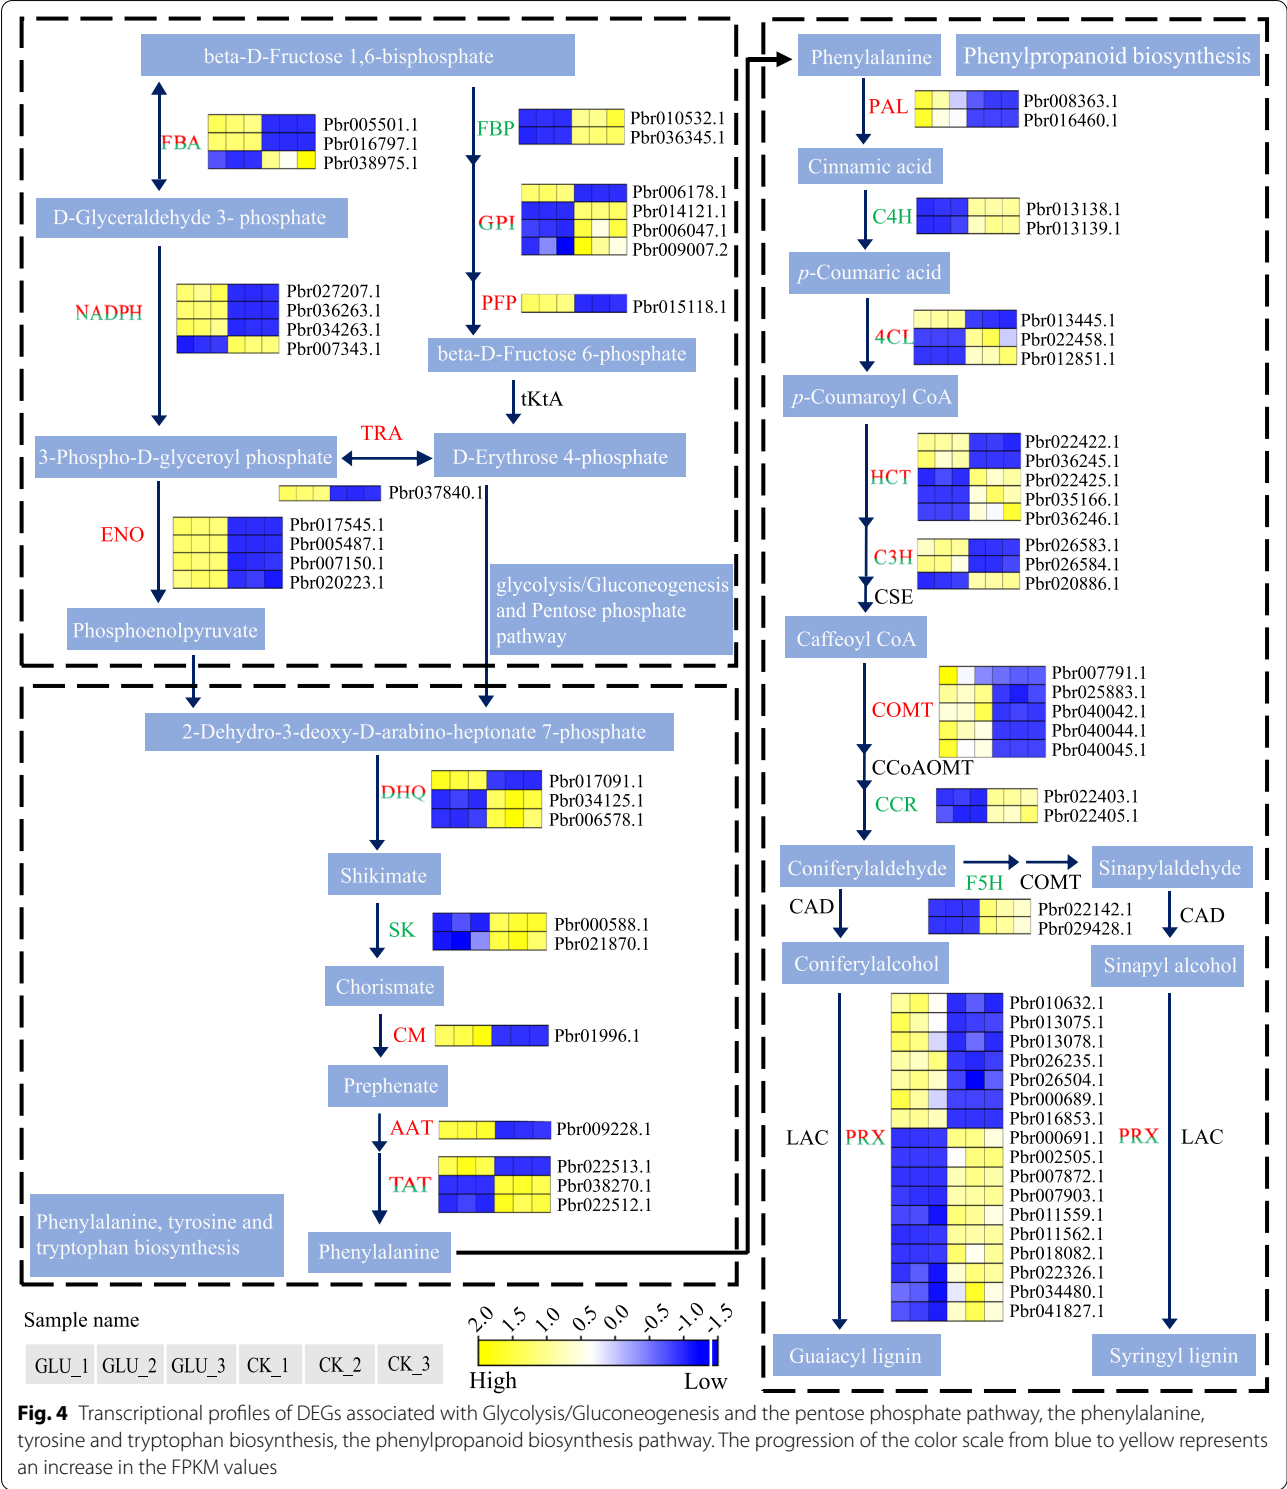 beta-D-Fructose 1,6-bisphosphate
FBA
Pbr005501.1
Pbr016797.1
Pbr038975.1
FBP
Pbr010532.1
Pbr036345.1
D-Glyceraldehyde 3- phosphate
GPI
Pbr006178.1
Pbr014121.1
Pbr006047.1
Pbr009007.2
NADPH
Pbr027207.1
Pbr036263.1
Pbr034263.1
Pbr007343.1
PFP
Pbr015118.1
beta-D-Fructose 6-phosphate
tKtA
3-Phospho-D-glyceroyl phosphate
TRA
D-Erythrose 4-phosphate
Pbr037840.1
ENO
Pbr017545.1
Pbr005487.1
Pbr007150.1
Pbr020223.1
glycolysis/Gluconeogenesis
and Pentose phosphate
pathway
Phosphoenolpyruvate
2-Dehydro-3-deoxy-D-arabino-heptonate 7-phosphate
DHQ
Pbr017091.1
Pbr034125.1
Pbr006578.1
Shikimate
SK
Pbr000588.1
Pbr021870.1
Chorismate
CM
Pbr01996.1
Prephenate
AAT
Pbr009228.1
TAT
Pbr022513.1
Pbr038270.1
Pbr022512.1
Phenylalanine, tyrosine and
tryptophan biosynthesis
Phenylalanine
Phenylalanine
Phenylpropanoid biosynthesis
PAL
Pbr008363.1
Pbr016460.1
Cinnamic acid
C4H
Pbr013138.1
Pbr013139.1
p-Coumaric acid
4CL
Pbr013445.1
Pbr022458.1
Pbr012851.1
p-Coumaroyl CoA
HCT
Pbr022422.1
Pbr036245.1
Pbr022425.1
Pbr035166.1
Pbr036246.1
C3H
Pbr026583.1
Pbr026584.1
Pbr020886.1
CSE
Caffeoyl CoA
COMT
Pbr007791.1
Pbr025883.1
Pbr040042.1
Pbr040044.1
Pbr040045.1
CCoAOMT
CCR
Pbr022403.1
Pbr022405.1
Coniferylaldehyde
F5H
COMT
Sinapylaldehyde
CAD
Pbr022142.1
Pbr029428.1
CAD
Coniferylalcohol
Sinapyl alcohol
Pbr010632.1
Pbr013075.1
Pbr013078.1
Pbr026235.1
Pbr026504.1
Pbr000689.1
Pbr016853.1
Pbr000691.1
Pbr002505.1
Pbr007872.1
Pbr007903.1
Pbr011559.1
Pbr011562.1
Pbr018082.1
Pbr022326.1
Pbr034480.1
Pbr041827.1
LAC
PRX
PRX
LAC
Guaiacyl lignin
Syringyl lignin
Sample name
GLU_1 GLU_2 GLU_3 CK_1 CK_2 CK_3
2.0 1.5 1.0 0.5 0.0 -0.5 -1.0 -1.5
High Low
Fig. 4 Transcriptional profiles of DEGs associated with Glycolysis/Gluconeogenesis and the pentose phosphate pathway, the phenylalanine,
tyrosine and tryptophan biosynthesis, the phenylpropanoid biosynthesis pathway. The progression of the color scale from blue to yellow represents
an increase in the FPKM values